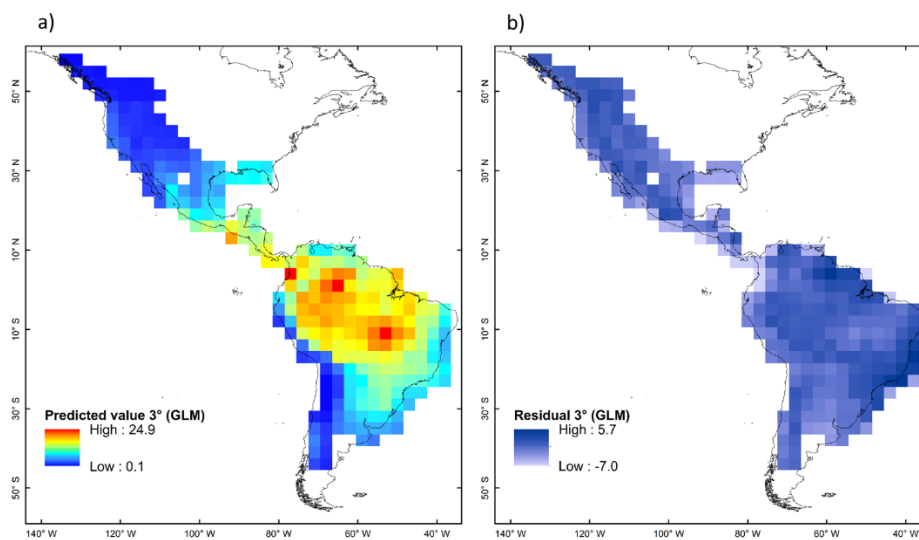 a)
b)
50° N
30° N
10° N
10° S
30° S
50° S
Predicted value 3° (GLM)
High : 24.9
Low : 0.1
140° W 120° W 100° W 80° W 60° W 40° W
50° N
30° N
10° N
10° S
30° S
50° S
Residual 3° (GLM)
High : 5.7
Low : -7.0
140° W 120° W 100° W 80° W 60° W 40° W